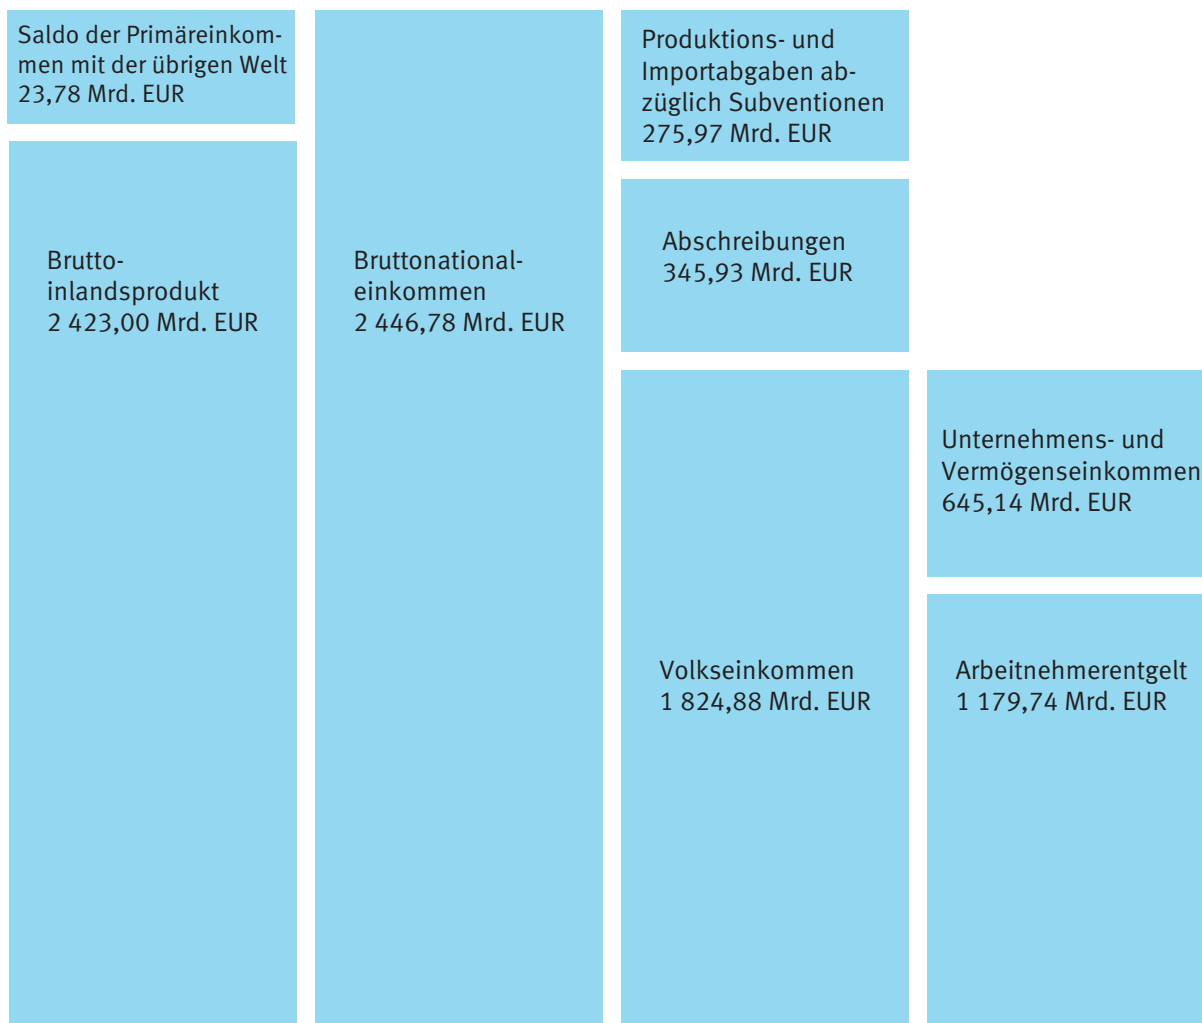 Saldo der Primäreinkom-
men mit der übrigen Welt
23,78 Mrd. EUR
Brutto-
inlandsprodukt
2 423,00 Mrd. EUR
Bruttonational-
einkommen
2 446,78 Mrd. EUR
Produktions- und
Importabgaben ab-
züglich Subventionen
275,97 Mrd. EUR
Abschreibungen
345,93 Mrd. EUR
Volkseinkommen
1 824,88 Mrd. EUR
Unternehmens- und
Vermögenseinkommen
645,14 Mrd. EUR
Arbeitnehmerentgelt
1 179,74 Mrd. EUR